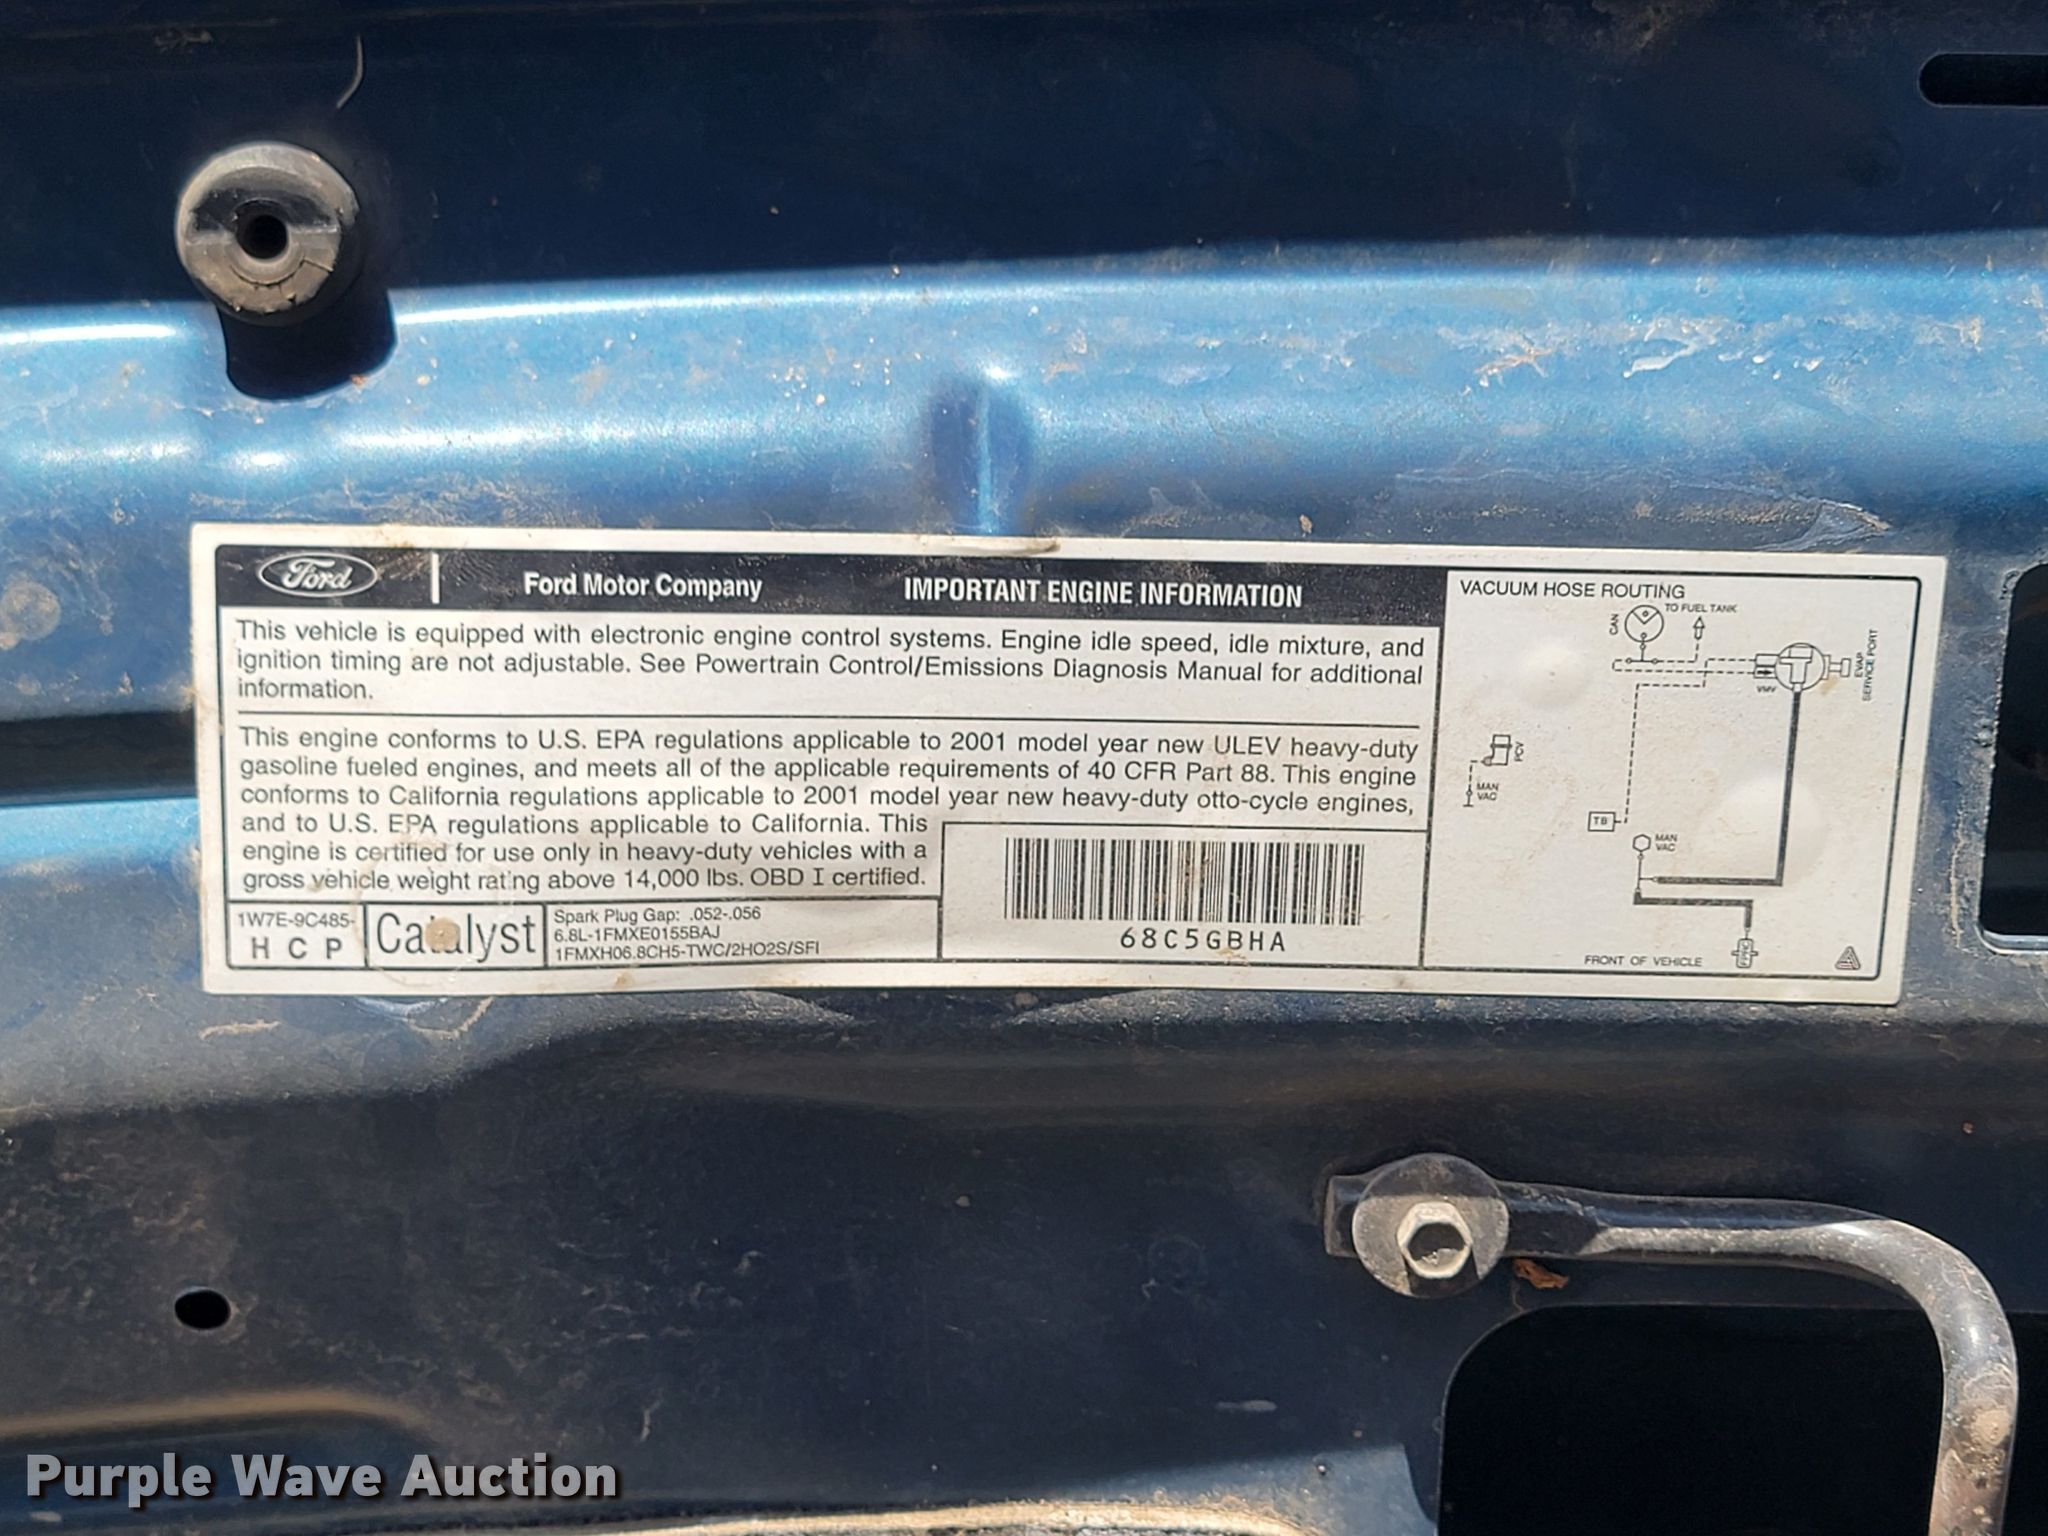 Ford
Ford Motor Company
IMPORTANT ENGINE INFORMATION
This vehicle is equipped with electronic engine control systems. Engine idle speed, idle mixture, and
ignition timing are not adjustable. See Powertrain Control/Emissions Diagnosis Manual for additional
information.
This engine conforms to U.S. EPA regulations applicable to 2001 model year new ULEV heavy-duty
gasoline fueled engines, and meets all of the applicable requirements of 40 CFR Part 88. This engine
conforms to California regulations applicable to 2001 model year new heavy-duty otto-cycle engines,
and to U.S. EPA regulations applicable to California. This
engine is certified for use only in heavy-duty vehicles with a
gross vehicle weight rating above 14,000 lbs. OBD I certified.
1W7E-9C485-
H C P
Catalyst
Spark Plug Gap: .052-.056
6.8L-1FMXE0155BAJ
1FMXH06.8CH5-TWC/2HO2S/SFI
68C5GBHA
VACUUM HOSE ROUTING
TO FUEL TANK
CAN
EVAP
SERVICE PORT
VMV
PCV
MAN
VAC
TB
MAN
VAC
FRONT OF VEHICLE
Purple Wave Auction